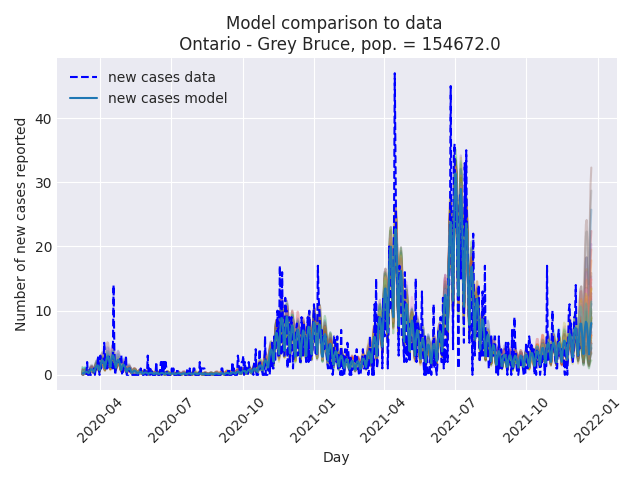 Model comparison to data
Ontario - Grey Bruce, pop. = 154672.0
new cases data
new cases model
Number of new cases reported
40
30
20
10
0
2020-04
2020-07
2020-10
2021-01
2021-04
2021-07
2021-10
2022-01
Day